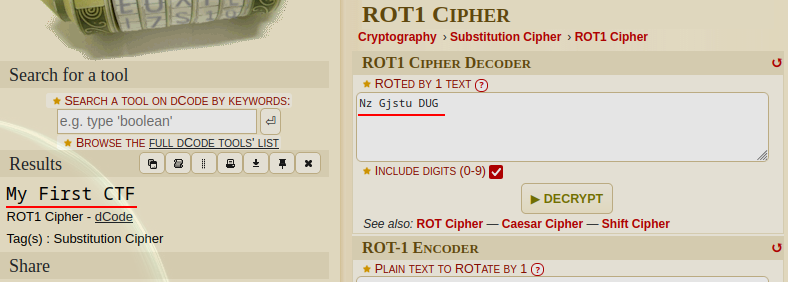 Search for a tool
★ SEARCH A TOOL ON DCODE BY KEYWORDS:
e.g. type 'boolean'
★ BROWSE THE FULL DCODE TOOLS' LIST
Results
My First CTF
ROT1 Cipher - dCode
Tag(s) : Substitution Cipher
Share
ROT1 CIPHER
Cryptography › Substitution Cipher › ROT1 Cipher
ROT1 CIPHER DECODER
★ ROTED BY 1 TEXT ?
Nz Gjstu DUG
★ INCLUDE DIGITS (0-9)
▶ DECRYPT
See also: ROT Cipher — Caesar Cipher — Shift Cipher
ROT-1 ENCODER
★ PLAIN TEXT TO ROTATE BY 1 ?